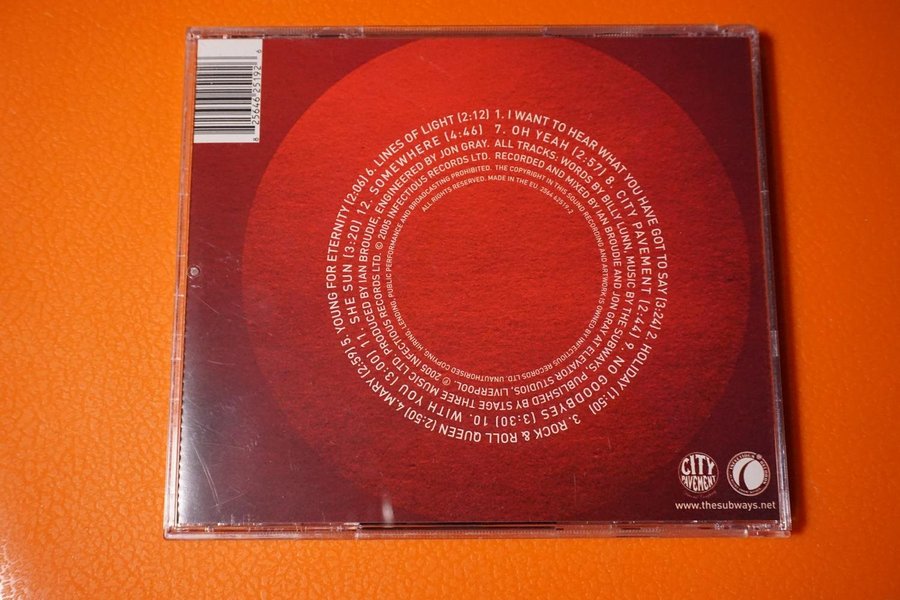 8 25646 25192 6
1. I WANT TO HEAR WHAT YOU HAVE GOT TO SAY (3:24) 2. HOLIDAY (1:50) 3. ROCK & ROLL QUEEN (2:50) 4. MARY (2:59) 5 YOUNG FOR ETERNITY (2:06) 6. LINES OF LIGHT (2:12)
7. OH YEAH (2:57) 8. CITY PAVEMENT (2:44) 9. NO GOODBYES (3:30) 10. WITH YOU (3:00) 11. SHE SUN (3:20) 12. SOMEWHERE (4:46)
ALL TRACKS; WORDS BY BILLY LUNN, MUSIC BY THE SUBWAYS; PUBLISHED BY STAGE THREE MUSIC LTD. PRODUCED BY IAN BROUDIE, ENGINEERED BY JON GRAY.
RECORDED AND MIXED BY IAN BROUDIE AND JON GRAY AT ELEVATOR STUDIOS, LIVERPOOL. ℗ 2005 INFECTIOUS RECORDS LTD. © 2005 INFECTIOUS RECORDS LTD.
THE COPYRIGHT IN THIS SOUND RECORDING AND ARTWORK IS OWNED BY INFECTIOUS RECORDS LTD. UNAUTHORISED COPYING, HIRING, LENDING, PUBLIC PERFORMANCE AND BROADCASTING PROHIBITED.
ALL RIGHTS RESERVED. MADE IN THE EU. 2564 62519-2
CITY
PAVEMENT
www.thesubways.net